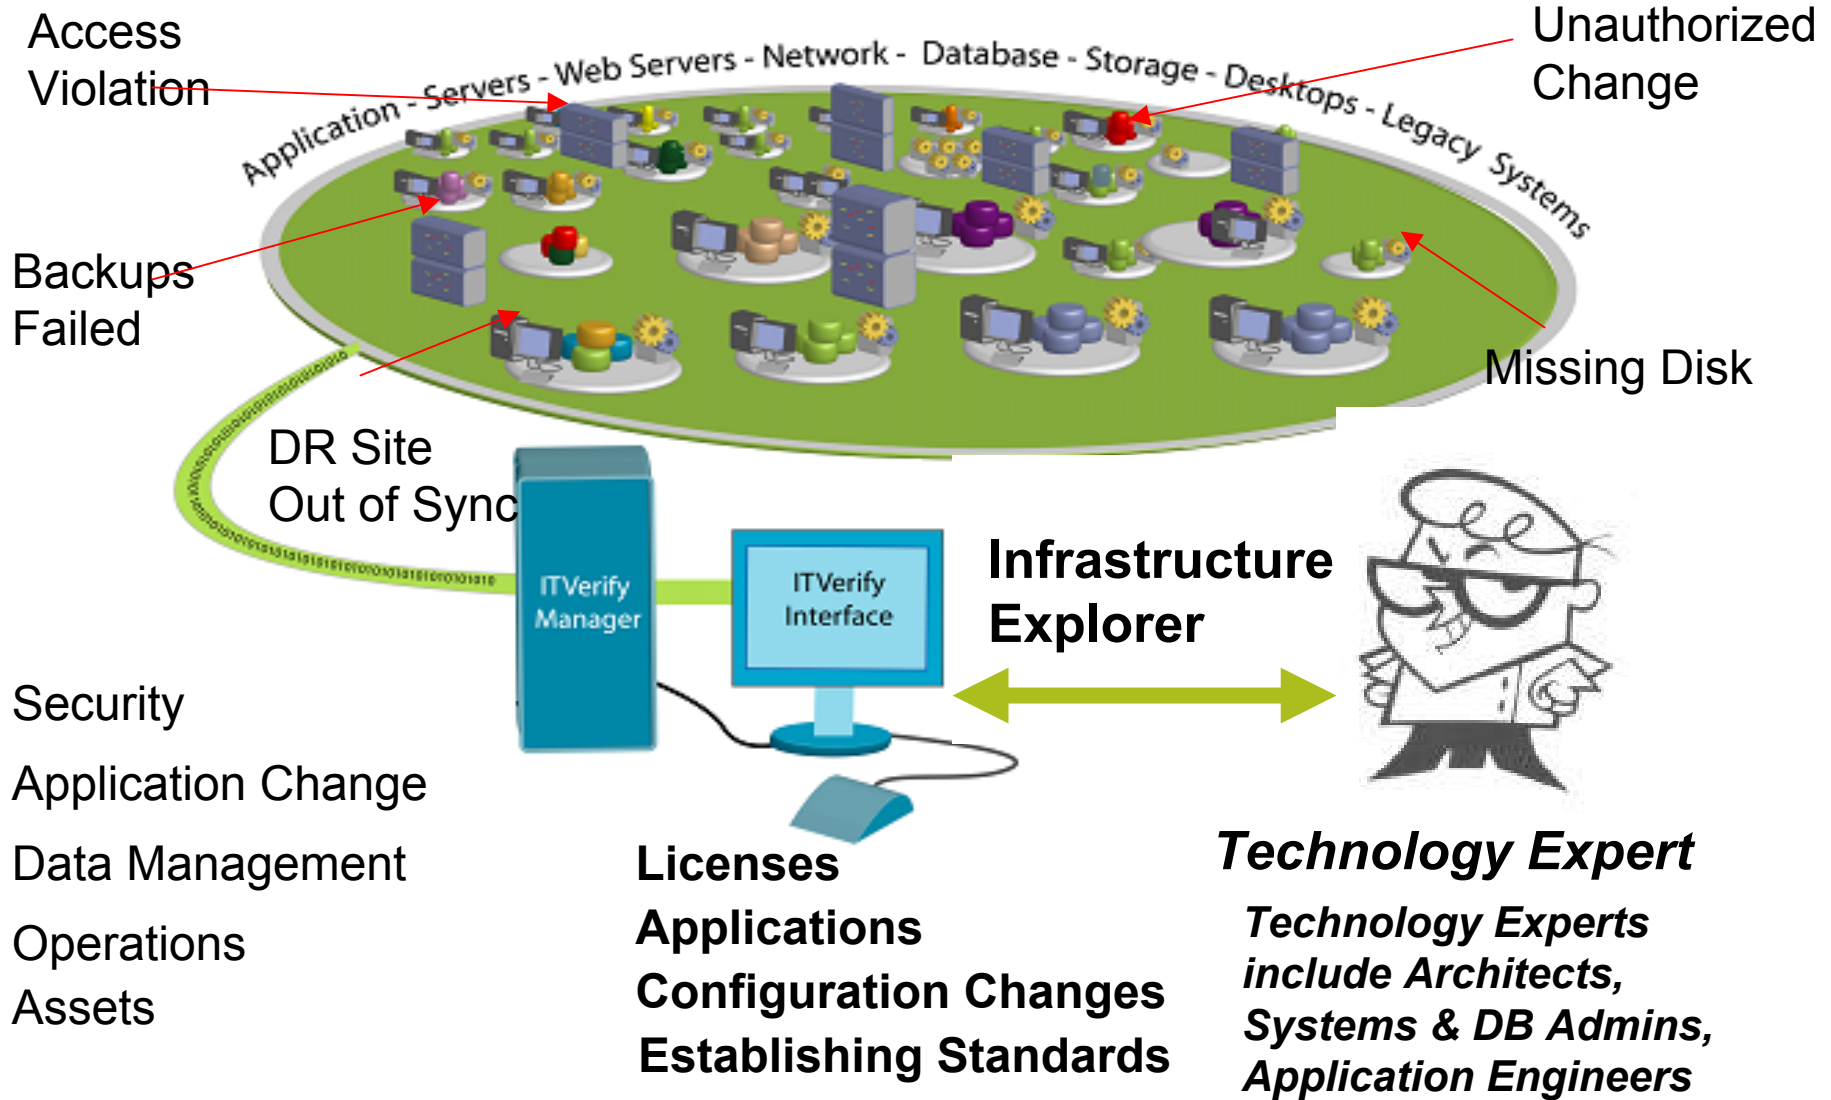 Access
Violation
Application - Servers - Web Servers - Network - Database - Storage - Desktops - Legacy Systems
Unauthorized
Change
Backups
Failed
Missing Disk
DR Site
Out of Sync
ITVerify
Manager
ITVerify
Interface
Infrastructure
Explorer
Security
Application Change
Data Management
Operations
Assets
Licenses
Applications
Configuration Changes
Establishing Standards
Technology Expert
Technology Experts
include Architects,
Systems & DB Admins,
Application Engineers